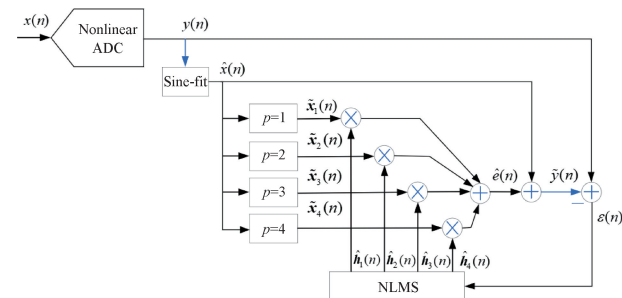 x(n)
Nonlinear
ADC
y(n)
Sine-fit
x̂(n)
p=1
x̃₁(n)
p=2
x̃₂(n)
p=3
x̃₃(n)
p=4
x̃₄(n)
ê(n)
ỹ(n)
ε(n)
ĥ₁(n) ĥ₂(n) ĥ₃(n) ĥ₄(n)
NLMS